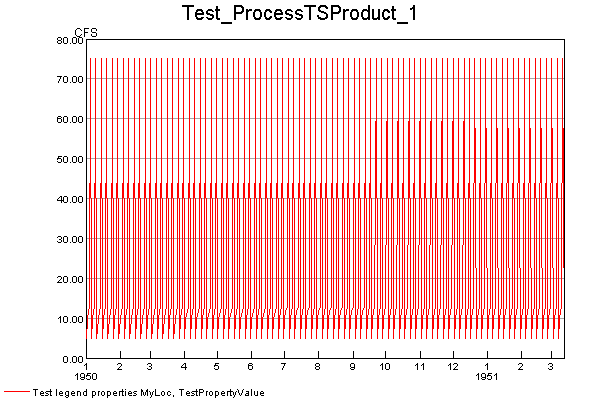 Test_ProcessTSProduct_1
CFS
80.00
70.00
60.00
50.00
40.00
30.00
20.00
10.00
0.00
1 2 3 4 5 6 7 8 9 10 11 12 1 2 3
1950 1951
Test legend properties MyLoc, TestPropertyValue